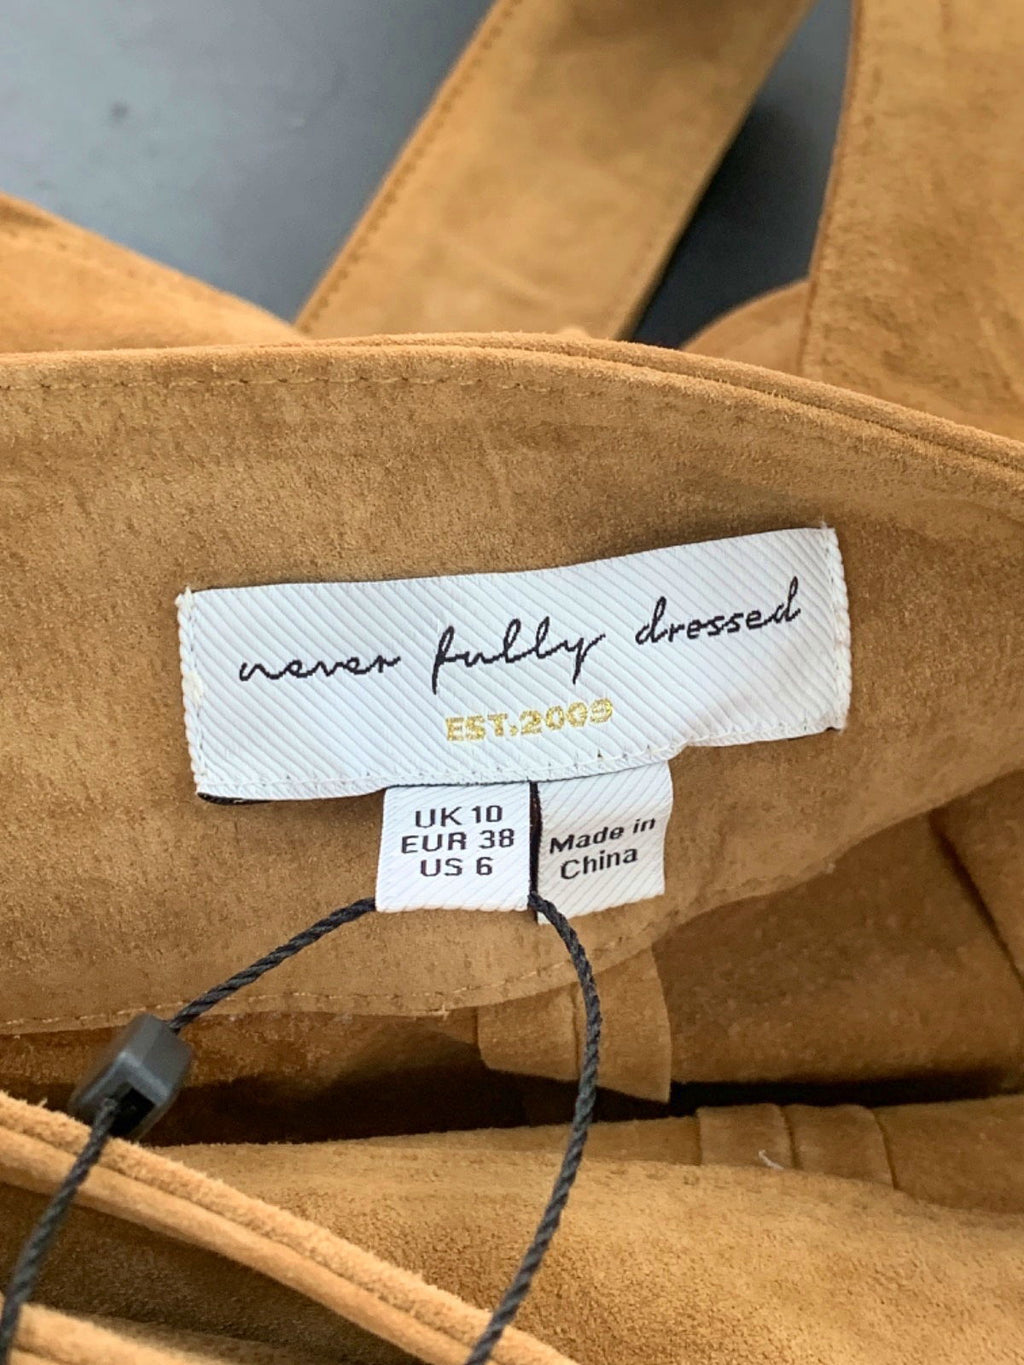 never fully dressed
EST.2009
UK 10
EUR 38
US 6
Made in
China